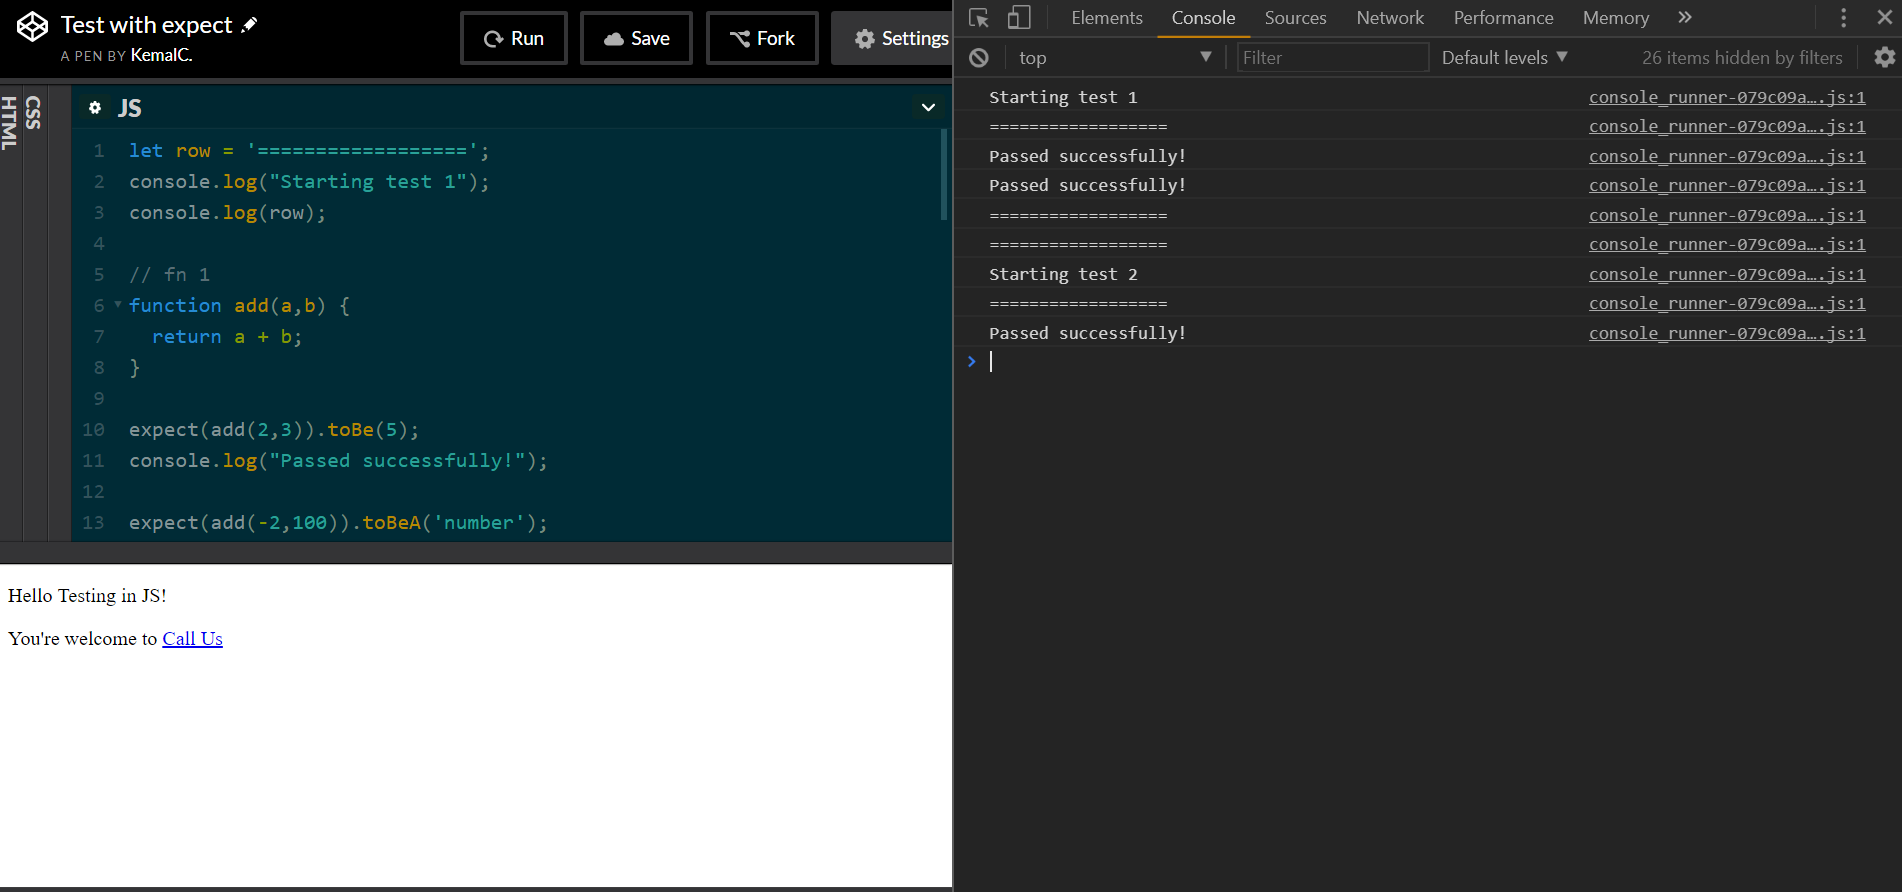 Test with expect
A PEN BY KemalC.
Run
Save
Fork
Settings
HTML
CSS
JS
1 let row = '==================';
2 console.log("Starting test 1");
3 console.log(row);
4
5 // fn 1
6 function add(a,b) {
7 return a + b;
8 }
9
10 expect(add(2,3)).toBe(5);
11 console.log("Passed successfully!");
12
13 expect(add(-2,100)).toBeA('number');
Hello Testing in JS!
You're welcome to Call Us
Elements Console Sources Network Performance Memory »
top Filter Default levels 26 items hidden by filters
Starting test 1 console_runner-079c09a….js:1
================== console_runner-079c09a….js:1
Passed successfully! console_runner-079c09a….js:1
Passed successfully! console_runner-079c09a….js:1
================== console_runner-079c09a….js:1
================== console_runner-079c09a….js:1
Starting test 2 console_runner-079c09a….js:1
================== console_runner-079c09a….js:1
Passed successfully! console_runner-079c09a….js:1